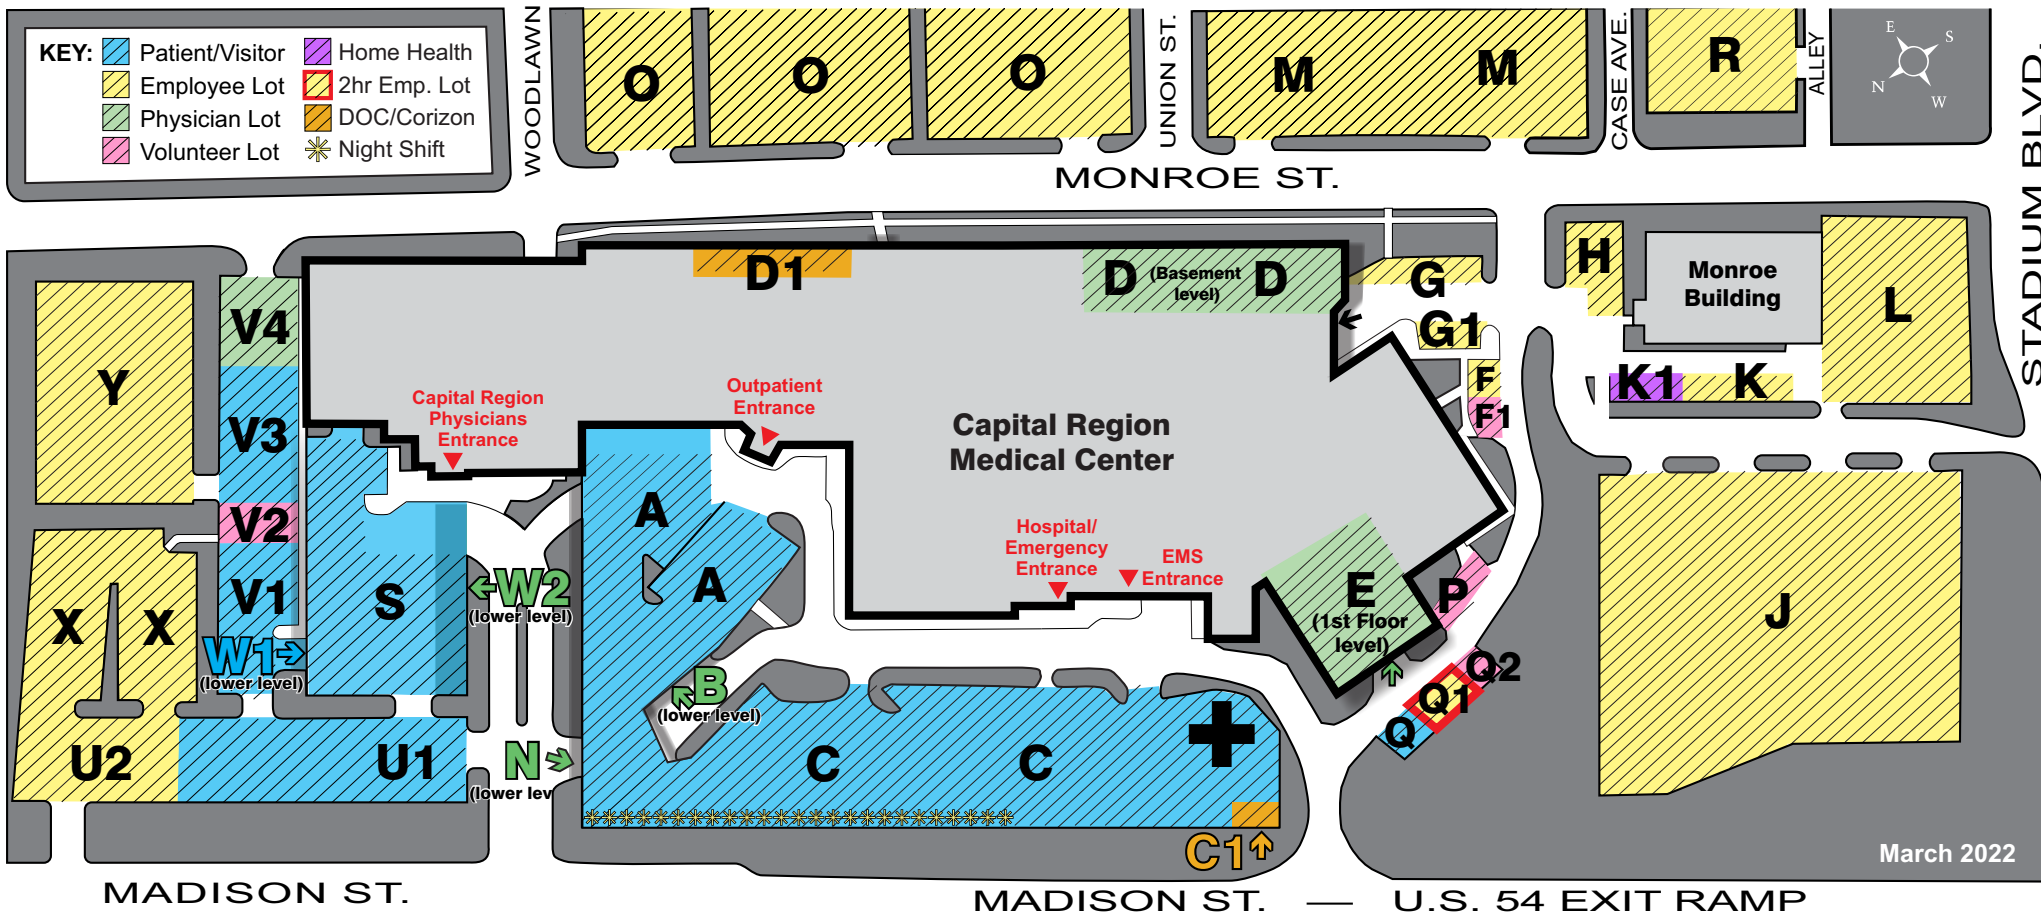 KEY:
Patient/Visitor
Employee Lot
Physician Lot
Volunteer Lot
Home Health
2hr Emp. Lot
DOC/Corizon
Night Shift
WOODLAWN
O
O
O
UNION ST.
M
M
CASE AVE.
R
ALLEY
E
S
N
W
STADIUM BLVD.
MONROE ST.
D1
D
(Basement
level)
D
G
G1
H
Monroe
Building
L
F
F1
K1
K
Y
V4
V3
V2
V1
W1
(lower level)
Capital Region
Physicians
Entrance
Outpatient
Entrance
Capital Region
Medical Center
Hospital/
Emergency
Entrance
EMS
Entrance
X
X
S
W2
(lower level)
A
A
B
(lower level)
E
(1st Floor
level)
P
Q2
Q1
Q
J
U2
U1
N
(lower lev
C
C
C1
March 2022
MADISON ST.
MADISON ST. — U.S. 54 EXIT RAMP